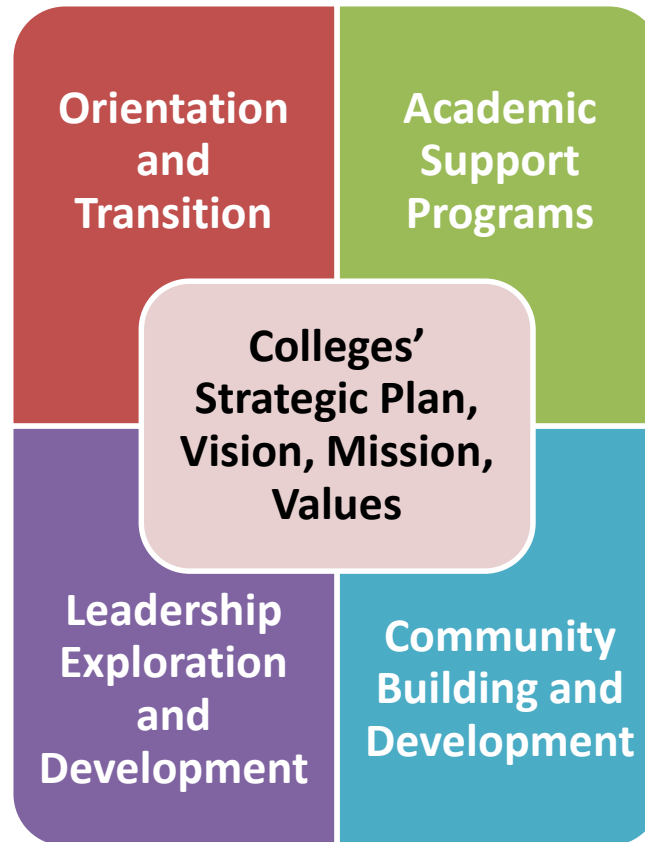 Orientation
and
Transition
Academic
Support
Programs
Colleges’
Strategic Plan,
Vision, Mission,
Values
Leadership
Exploration
and
Development
Community
Building and
Development